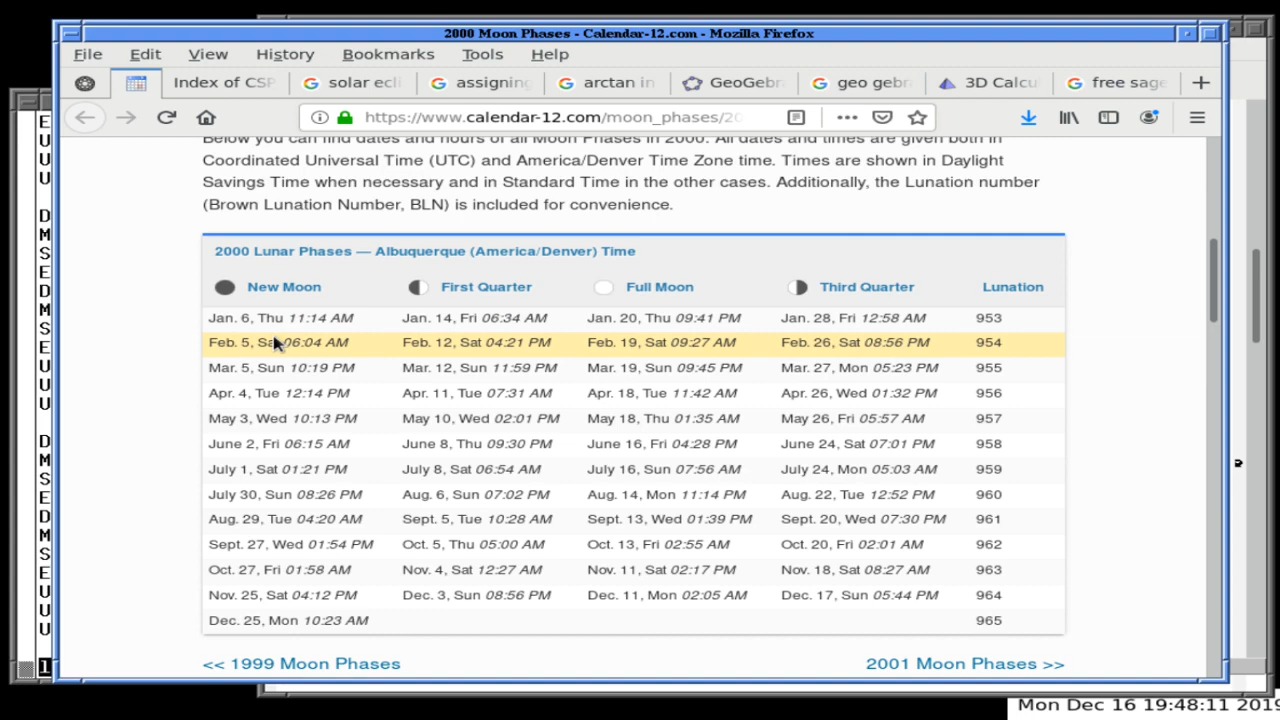 2000 Moon Phases - Calendar-12.com - Mozilla Firefox
File Edit View History Bookmarks Tools Help
Index of CSP solar ecli assigning arctan in GeoGebr geo gebr 3D Calcu free sage
https://www.calendar-12.com/moon_phases/20
Below you can find dates and hours of all Moon Phases in 2000. All dates and times are given both in
Coordinated Universal Time (UTC) and America/Denver Time Zone time. Times are shown in Daylight
Savings Time when necessary and in Standard Time in the other cases. Additionally, the Lunation number
(Brown Lunation Number, BLN) is included for convenience.
2000 Lunar Phases — Albuquerque (America/Denver) Time
New Moon First Quarter Full Moon Third Quarter Lunation
Jan. 6, Thu 11:14 AM Jan. 14, Fri 06:34 AM Jan. 20, Thu 09:41 PM Jan. 28, Fri 12:58 AM 953
Feb. 5, Sat 06:04 AM Feb. 12, Sat 04:21 PM Feb. 19, Sat 09:27 AM Feb. 26, Sat 08:56 PM 954
Mar. 5, Sun 10:19 PM Mar. 12, Sun 11:59 PM Mar. 19, Sun 09:45 PM Mar. 27, Mon 05:23 PM 955
Apr. 4, Tue 12:14 PM Apr. 11, Tue 07:31 AM Apr. 18, Tue 11:42 AM Apr. 26, Wed 01:32 PM 956
May 3, Wed 10:13 PM May 10, Wed 02:01 PM May 18, Thu 01:35 AM May 26, Fri 05:57 AM 957
June 2, Fri 06:15 AM June 8, Thu 09:30 PM June 16, Fri 04:28 PM June 24, Sat 07:01 PM 958
July 1, Sat 01:21 PM July 8, Sat 06:54 AM July 16, Sun 07:56 AM July 24, Mon 05:03 AM 959
July 30, Sun 08:26 PM Aug. 6, Sun 07:02 PM Aug. 14, Mon 11:14 PM Aug. 22, Tue 12:52 PM 960
Aug. 29, Tue 04:20 AM Sept. 5, Tue 10:28 AM Sept. 13, Wed 01:39 PM Sept. 20, Wed 07:30 PM 961
Sept. 27, Wed 01:54 PM Oct. 5, Thu 05:00 AM Oct. 13, Fri 02:55 AM Oct. 20, Fri 02:01 AM 962
Oct. 27, Fri 01:58 AM Nov. 4, Sat 12:27 AM Nov. 11, Sat 02:17 PM Nov. 18, Sat 08:27 AM 963
Nov. 25, Sat 04:12 PM Dec. 3, Sun 08:56 PM Dec. 11, Mon 02:05 AM Dec. 17, Sun 05:44 PM 964
Dec. 25, Mon 10:23 AM 965
<< 1999 Moon Phases 2001 Moon Phases >>
Mon Dec 16 19:48:11 2019